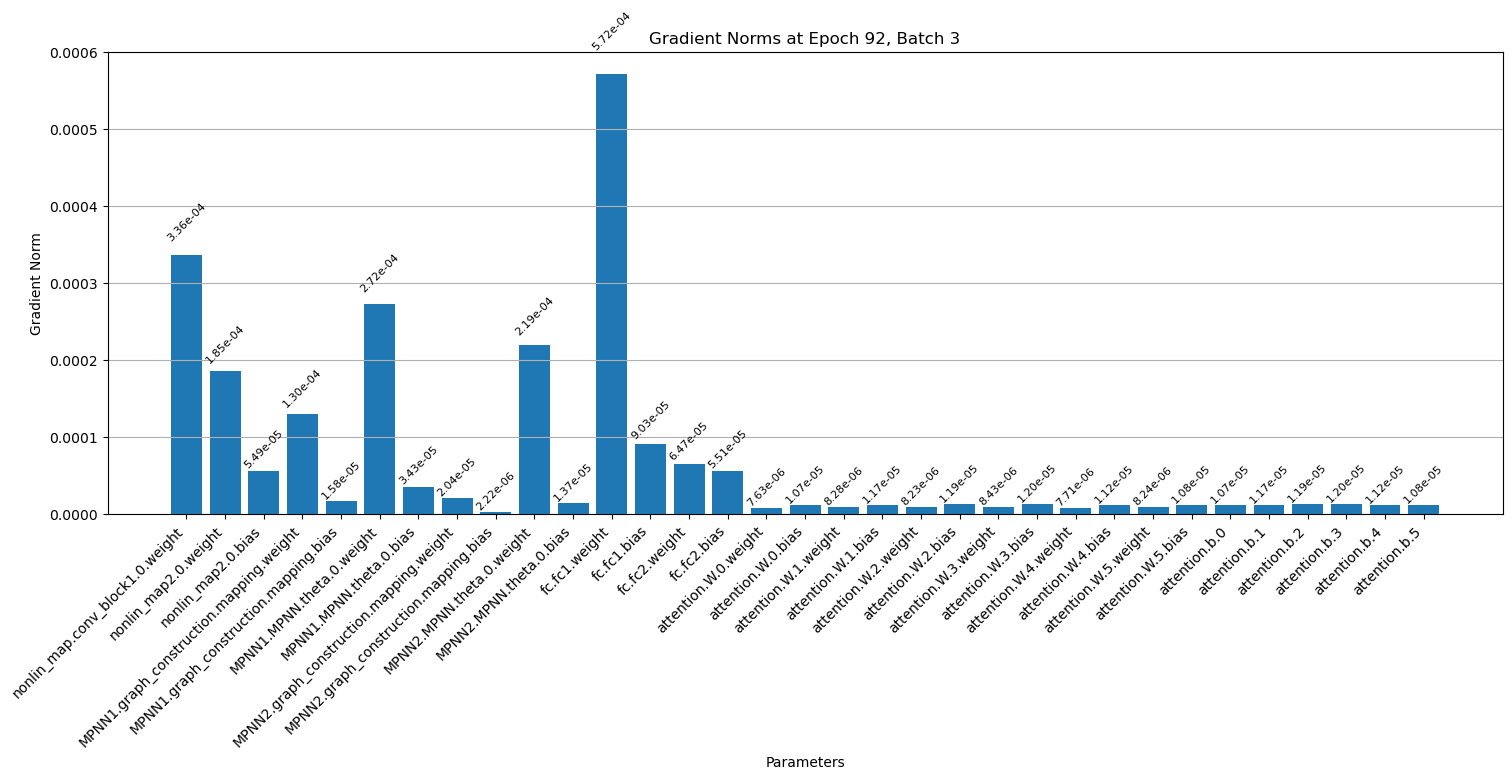 Gradient Norms at Epoch 92, Batch 3
Gradient Norm
0.0006
0.0005
0.0004
0.0003
0.0002
0.0001
0.0000
3.36e-04
1.85e-04
5.49e-05
1.30e-04
1.58e-05
2.72e-04
3.43e-05
2.04e-05
2.22e-06
2.19e-04
1.37e-05
5.72e-04
9.03e-05
6.47e-05
5.51e-05
7.63e-06
1.07e-05
8.28e-06
1.17e-05
8.23e-06
1.19e-05
8.43e-06
1.20e-05
7.71e-06
1.12e-05
8.24e-06
1.08e-05
1.07e-05
1.17e-05
1.19e-05
1.20e-05
1.12e-05
1.08e-05
nonlin_map.conv_block1.0.weight
nonlin_map2.0.weight
nonlin_map2.0.bias
MPNN1.graph_construction.mapping.weight
MPNN1.graph_construction.mapping.bias
MPNN1.MPNN.theta.0.weight
MPNN1.MPNN.theta.0.bias
MPNN2.graph_construction.mapping.weight
MPNN2.graph_construction.mapping.bias
MPNN2.MPNN.theta.0.weight
MPNN2.MPNN.theta.0.bias
fc.fc1.weight
fc.fc1.bias
fc.fc2.weight
fc.fc2.bias
attention.W.0.weight
attention.W.0.bias
attention.W.1.weight
attention.W.1.bias
attention.W.2.weight
attention.W.2.bias
attention.W.3.weight
attention.W.3.bias
attention.W.4.weight
attention.W.4.bias
attention.W.5.weight
attention.W.5.bias
attention.b.0
attention.b.1
attention.b.2
attention.b.3
attention.b.4
attention.b.5
Parameters